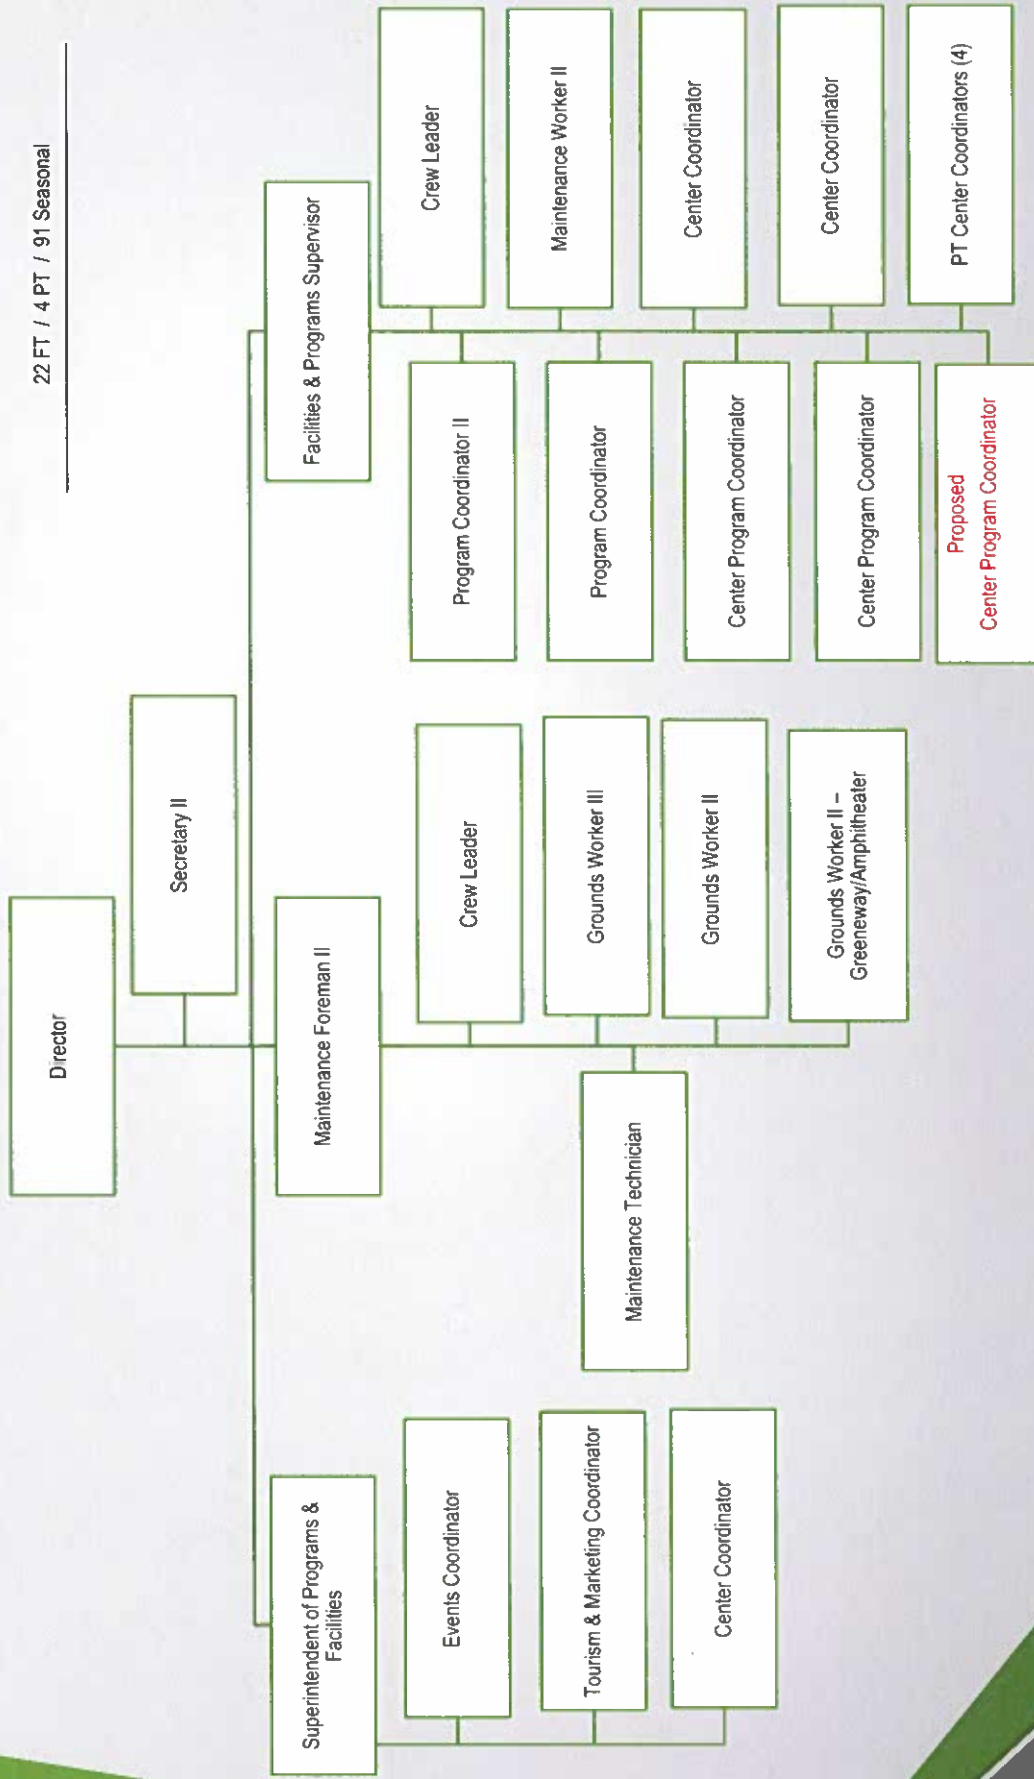 22 FT / 4 PT / 91 Seasonal
Director
Secretary II
Superintendent of Programs &
Facilities
Maintenance Foreman II
Facilities & Programs Supervisor
Events Coordinator
Tourism & Marketing Coordinator
Center Coordinator
Crew Leader
Grounds Worker III
Grounds Worker II
Grounds Worker II –
Greeneway/Amphitheater
Maintenance Technician
Program Coordinator II
Program Coordinator
Center Program Coordinator
Center Program Coordinator
Proposed
Center Program Coordinator
Crew Leader
Maintenance Worker II
Center Coordinator
Center Coordinator
PT Center Coordinators (4)